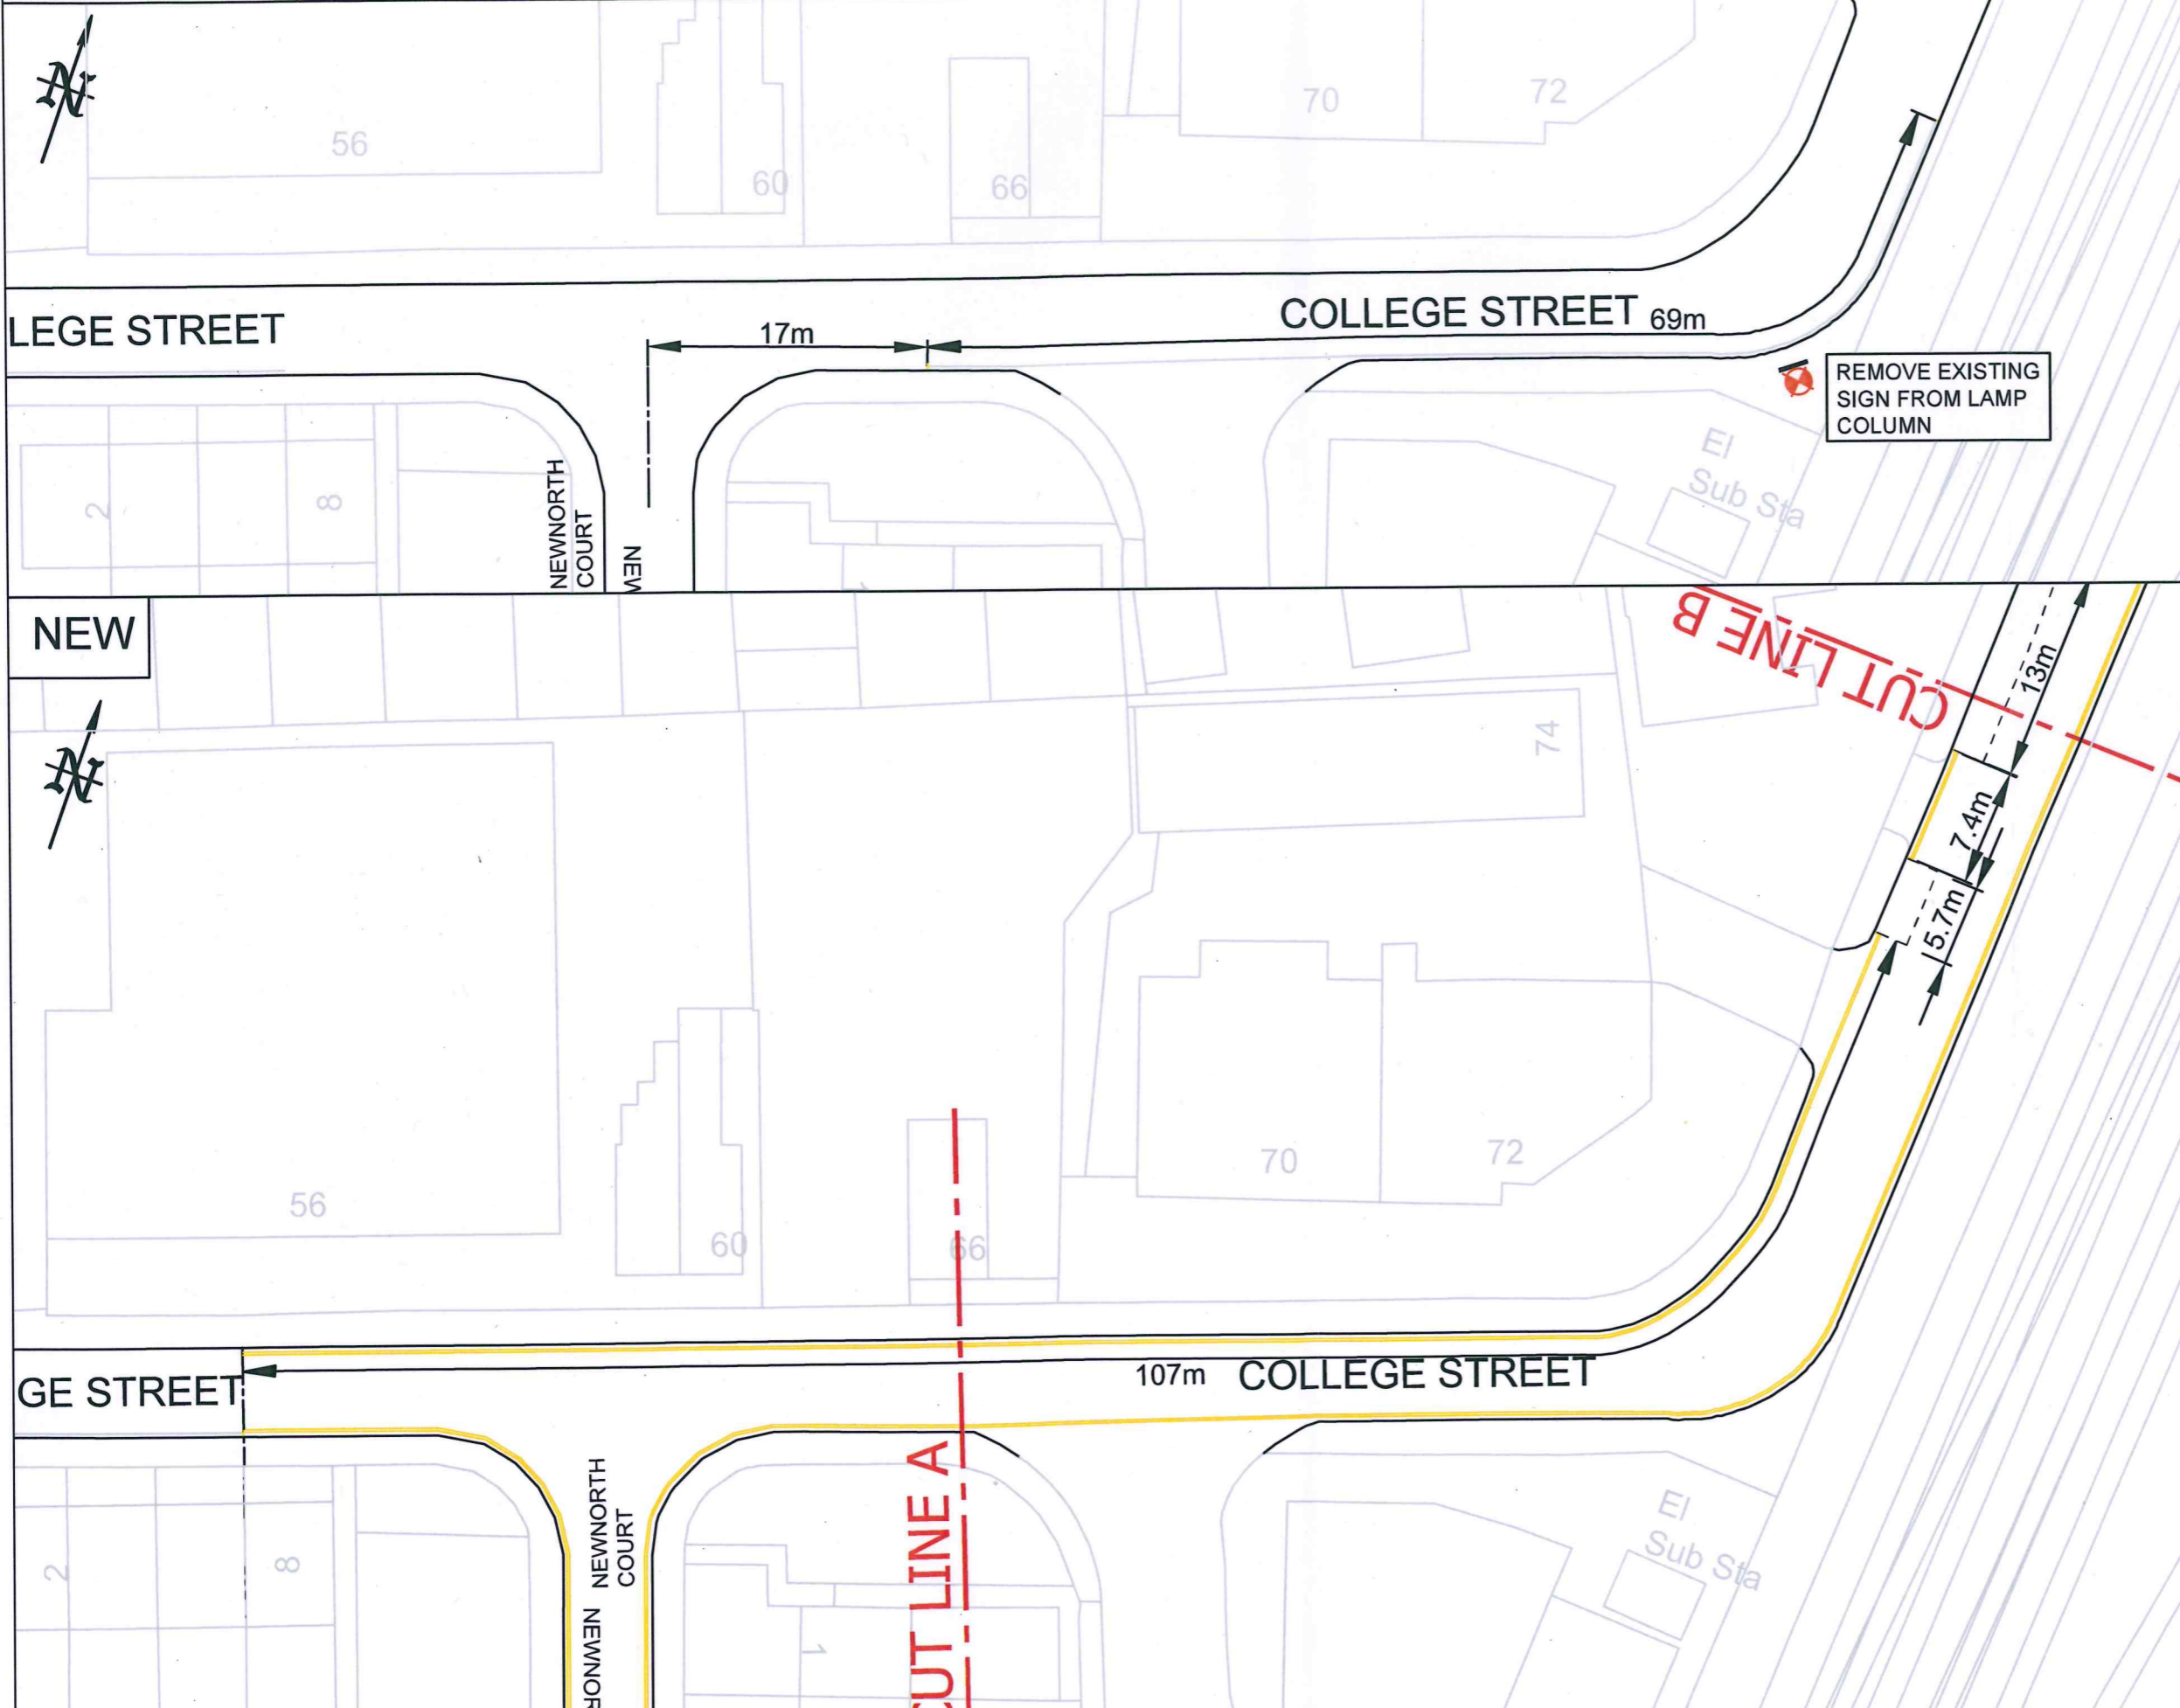 N
56
60
66
70
72
LEGE STREET
17m
COLLEGE STREET
69m
REMOVE EXISTING
SIGN FROM LAMP
COLUMN
El
Sub Sta
2
8
NEWNORTH
COURT
NEW
NEW
N
CUT LINE B
13m
74
7.4m
5.7m
56
60
66
70
72
GE STREET
107m
COLLEGE STREET
CUT LINE A
NEWNORTH
COURT
NEWNOR
2
8
1
El
Sub Sta